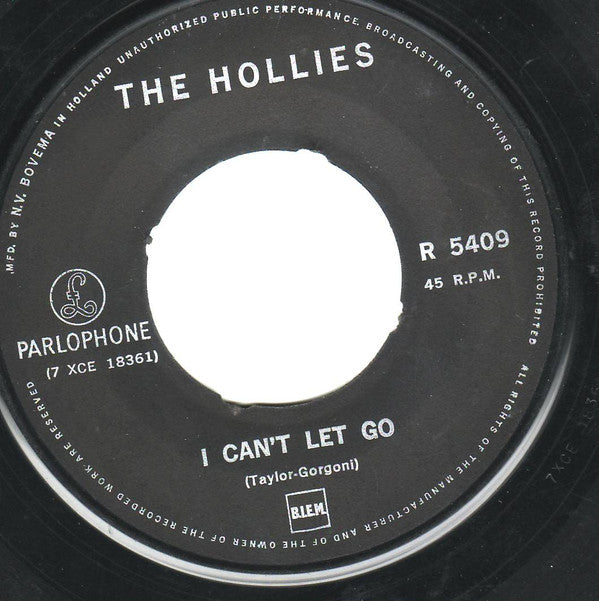 MFD. BY N.V. BOVEMA IN HOLLAND UNAUTHORIZED PUBLIC PERFORMANCE. BROADCASTING AND COPYING OF THIS RECORD PROHIBITED
THE HOLLIES
R 5409
45 R.P.M.
£
PARLOPHONE
(7 XCE 18361)
I CAN'T LET GO
(Taylor-Gorgoni)
B.I.E.M.
ALL RIGHTS OF THE MANUFACTURER AND OF THE OWNER OF THE RECORDED WORK ARE RESERVED
7XCE